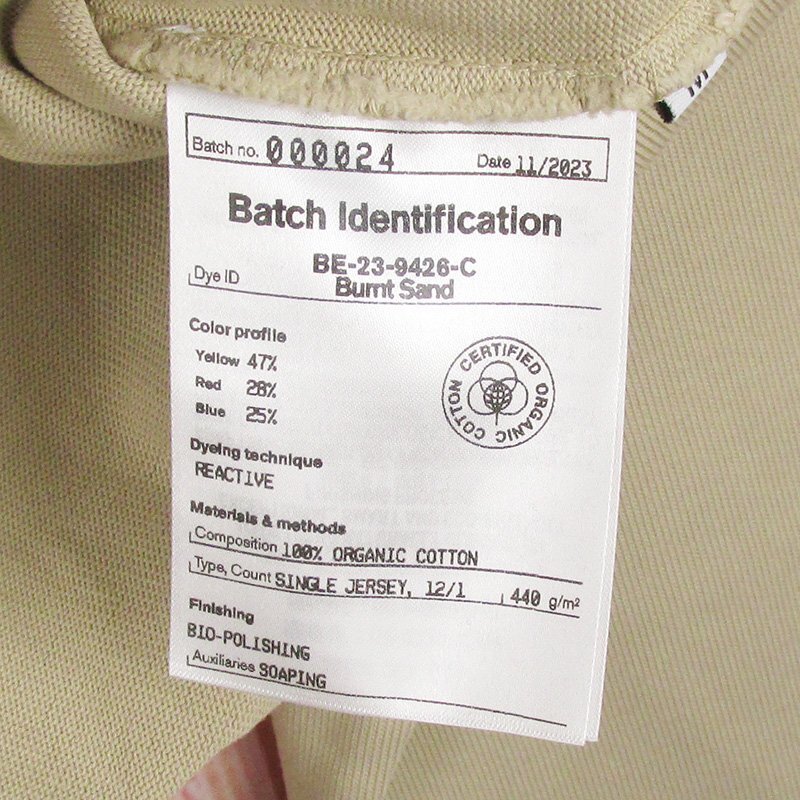 Batch no. 000024 Date 11/2023
Batch Identification
BE-23-9426-C
Dye ID Burnt Sand
Color profile
Yellow 47%
Red 28%
Blue 25%
CERTIFIED ORGANIC COTTON
Dyeing technique
REACTIVE
Materials & methods
Composition 100% ORGANIC COTTON
Type, Count SINGLE JERSEY, 12/1 440 g/m²
Finishing
BIO-POLISHING
Auxiliaries SOAPING